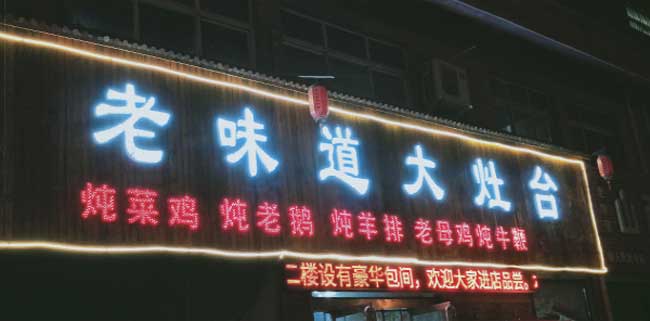 老味道大灶台
炖菜鸡 炖老鹅 炖羊排 老母鸡炖牛鞭
二楼设有豪华包间，欢迎大家进店品尝。